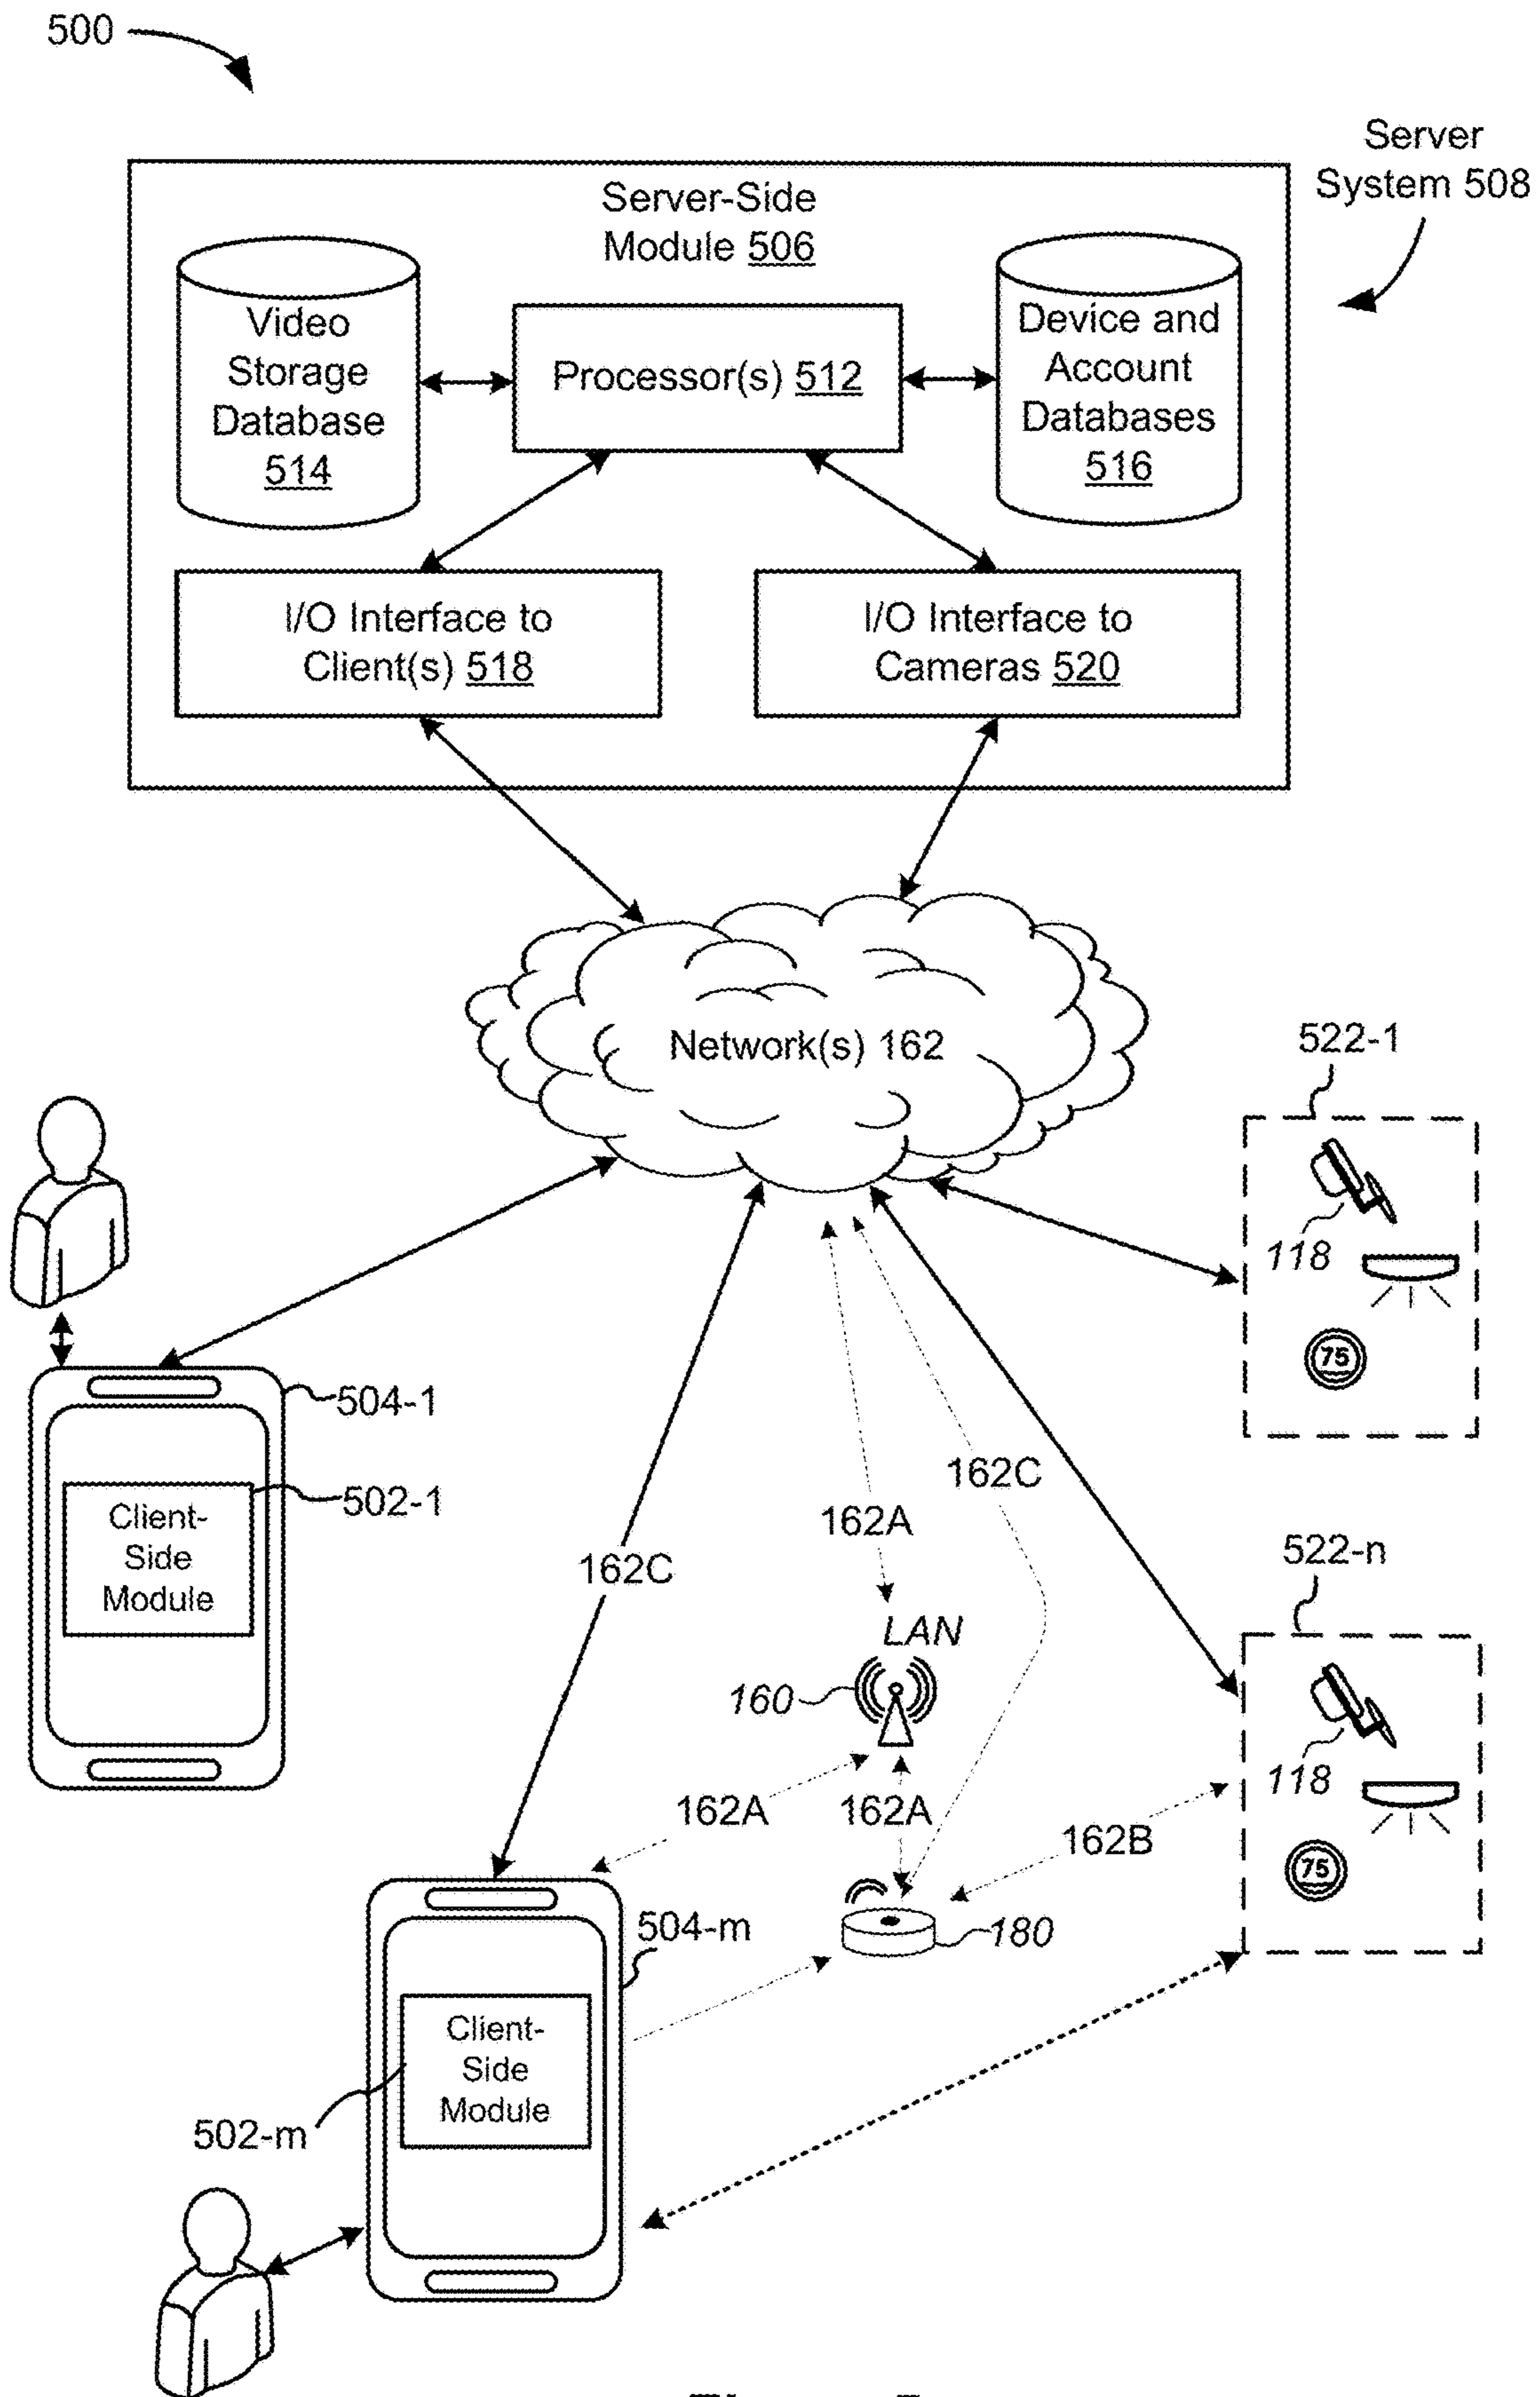 500
Server
System 508
Server-Side
Module 506
Video
Storage
Database
514
Processor(s) 512
Device and
Account
Databases
516
I/O Interface to
Client(s) 518
I/O Interface to
Cameras 520
Network(s) 162
522-1
118
75
504-1
502-1
Client-
Side
Module
162C
162A
162C
LAN
160
522-n
118
75
162A
162A
162B
180
504-m
Client-
Side
Module
502-m